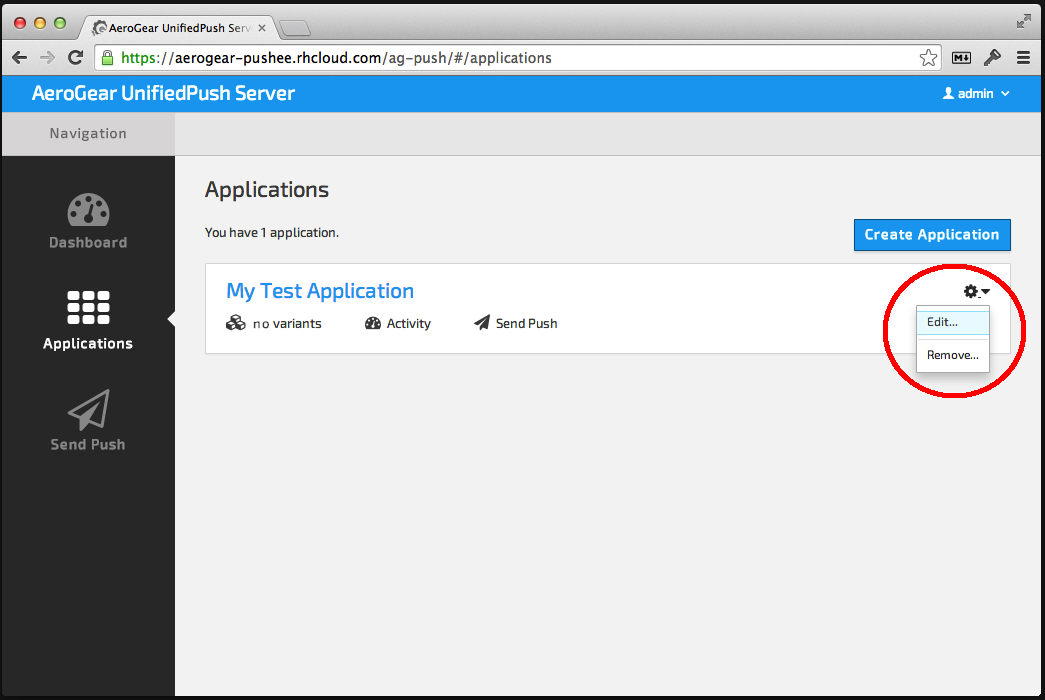 AeroGear UnifiedPush Serv
https://aerogear-pushee.rhcloud.com/ag-push/#/applications
AeroGear UnifiedPush Server
admin
Navigation
Dashboard
Applications
Send Push
Applications
You have 1 application.
Create Application
My Test Application
no variants
Activity
Send Push
Edit...
Remove...